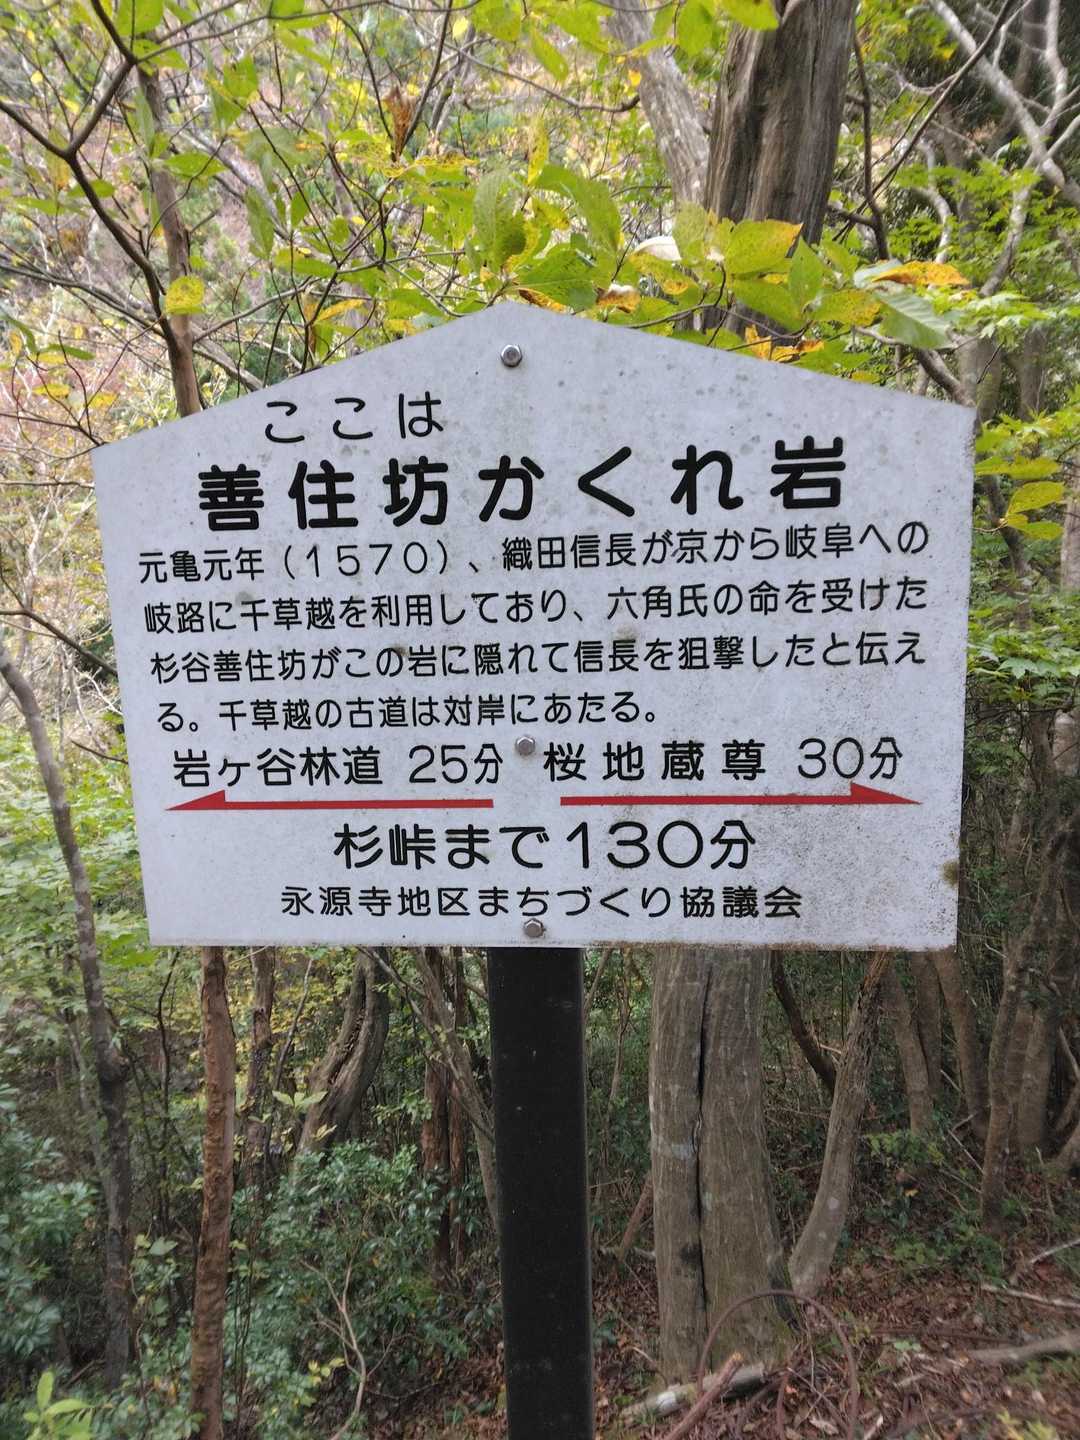 ここは
善住坊かくれ岩
元亀元年（1570）、織田信長が京から岐阜への
岐路に千草越を利用しており、六角氏の命を受けた
杉谷善住坊がこの岩に隠れて信長を狙撃したと伝え
る。千草越の古道は対岸にあたる。
岩ヶ谷林道 25分 桜地蔵尊 30分
杉峠まで130分
永源寺地区まちづくり協議会